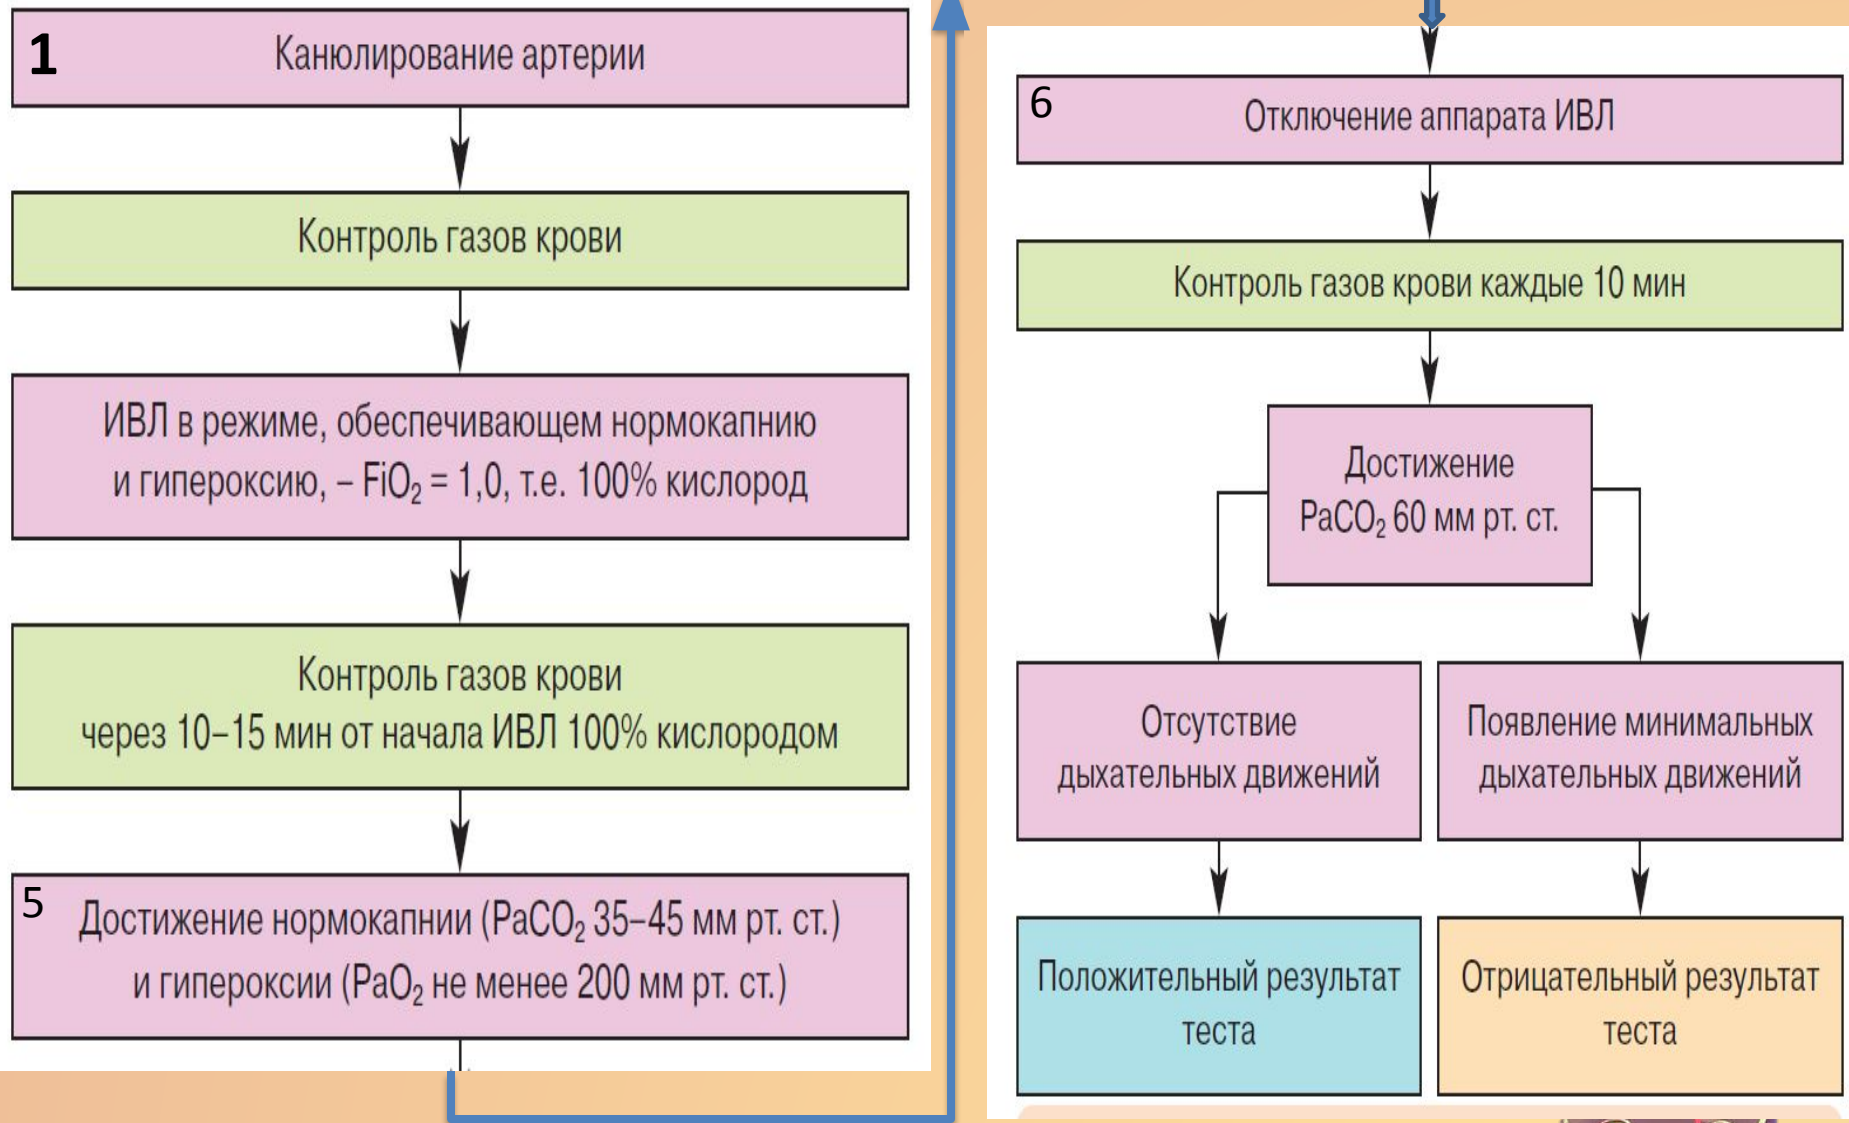 1
Канюлирование артерии
Контроль газов крови
ИВЛ в режиме, обеспечивающем нормокапнию
и гипероксию, – FiO₂ = 1,0, т.е. 100% кислород
Контроль газов крови
через 10–15 мин от начала ИВЛ 100% кислородом
5
Достижение нормокапнии (PaCO₂ 35–45 мм рт. ст.)
и гипероксии (PaO₂ не менее 200 мм рт. ст.)
6
Отключение аппарата ИВЛ
Контроль газов крови каждые 10 мин
Достижение
PaCO₂ 60 мм рт. ст.
Отсутствие
дыхательных движений
Появление минимальных
дыхательных движений
Положительный результат
теста
Отрицательный результат
теста